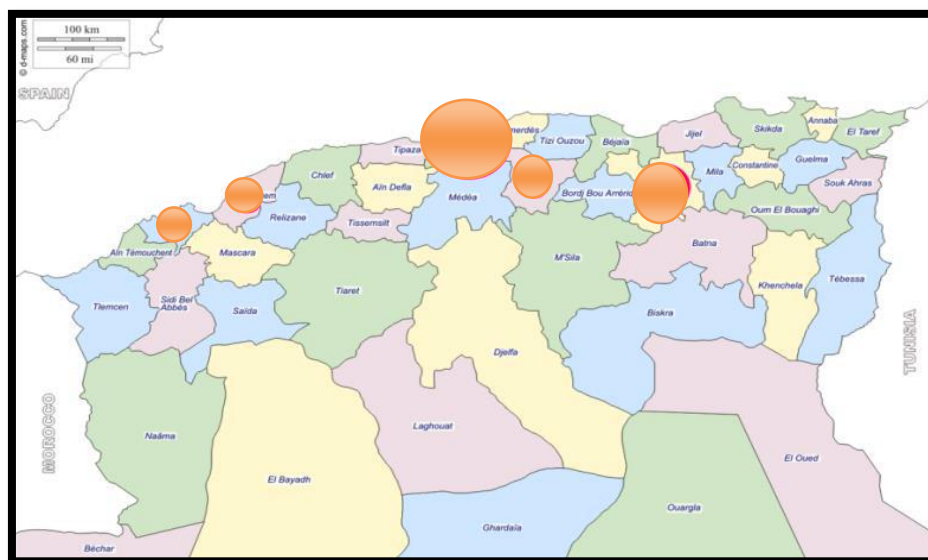 100 km
60 mi
© d-maps.com
SPAIN
Annaba
Skikda
El Taref
merdès
Tizi Ouzou
Béjaïa
Jijel
Tipaza
Guelma
Constantine
Mila
Chlef
Aïn Defla
Souk Ahras
Médéa
Bordj Bou Arréric
em
Relizane
Oum El Bouaghi
Tissemsilt
Aïn Témouchent
Mascara
Batna
M'Sila
Tébessa
Khenchela
Tiaret
Tlemcen
Sidi Bel
Abbès
Saïda
Biskra
Djelfa
TUNISIA
MOROCCO
Laghouat
Naâma
El Oued
El Bayadh
Ouargla
Ghardaïa
Béchar